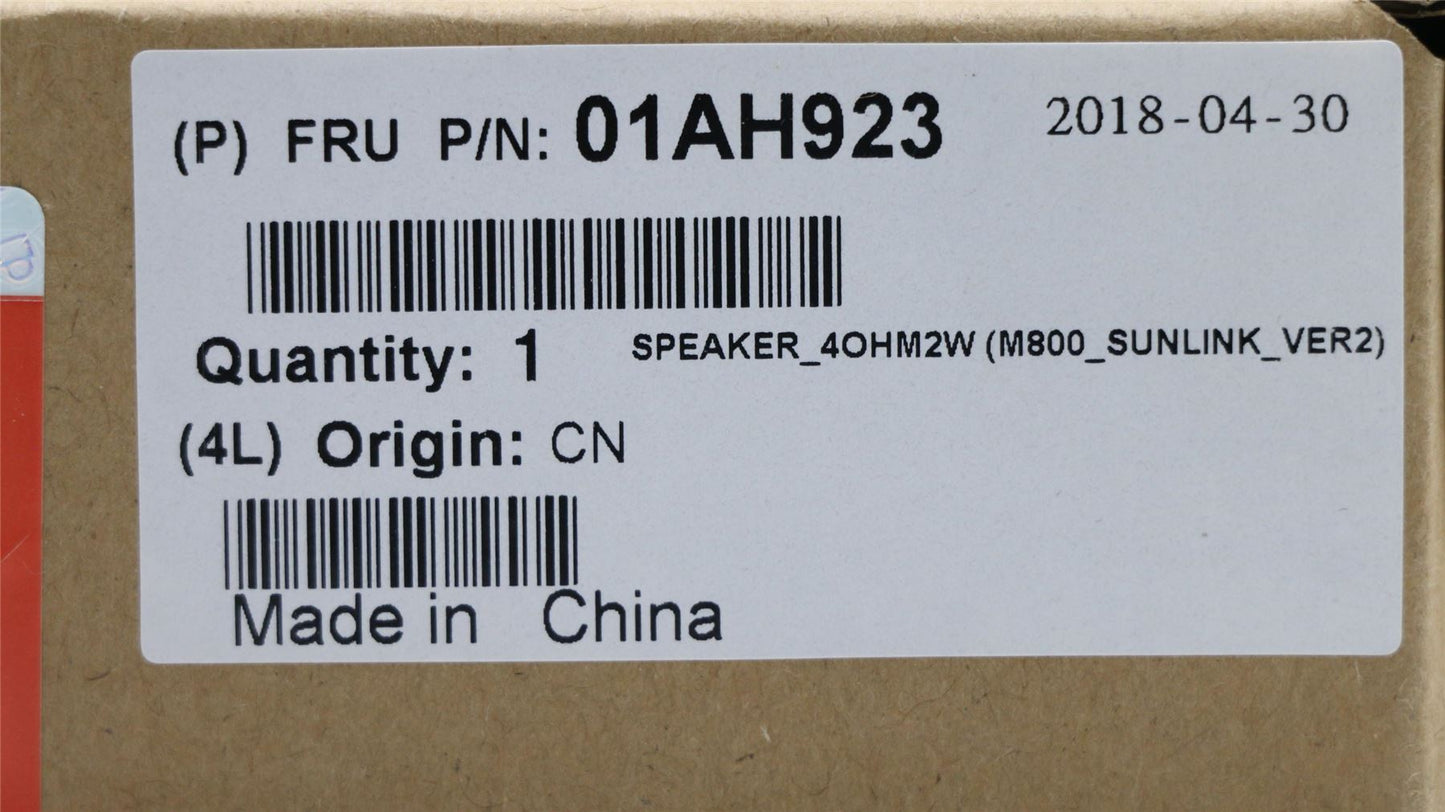 (P) FRU P/N: 01AH923 2018-04-30
Quantity: 1 SPEAKER_4OHM2W (M800_SUNLINK_VER2)
(4L) Origin: CN
Made in China